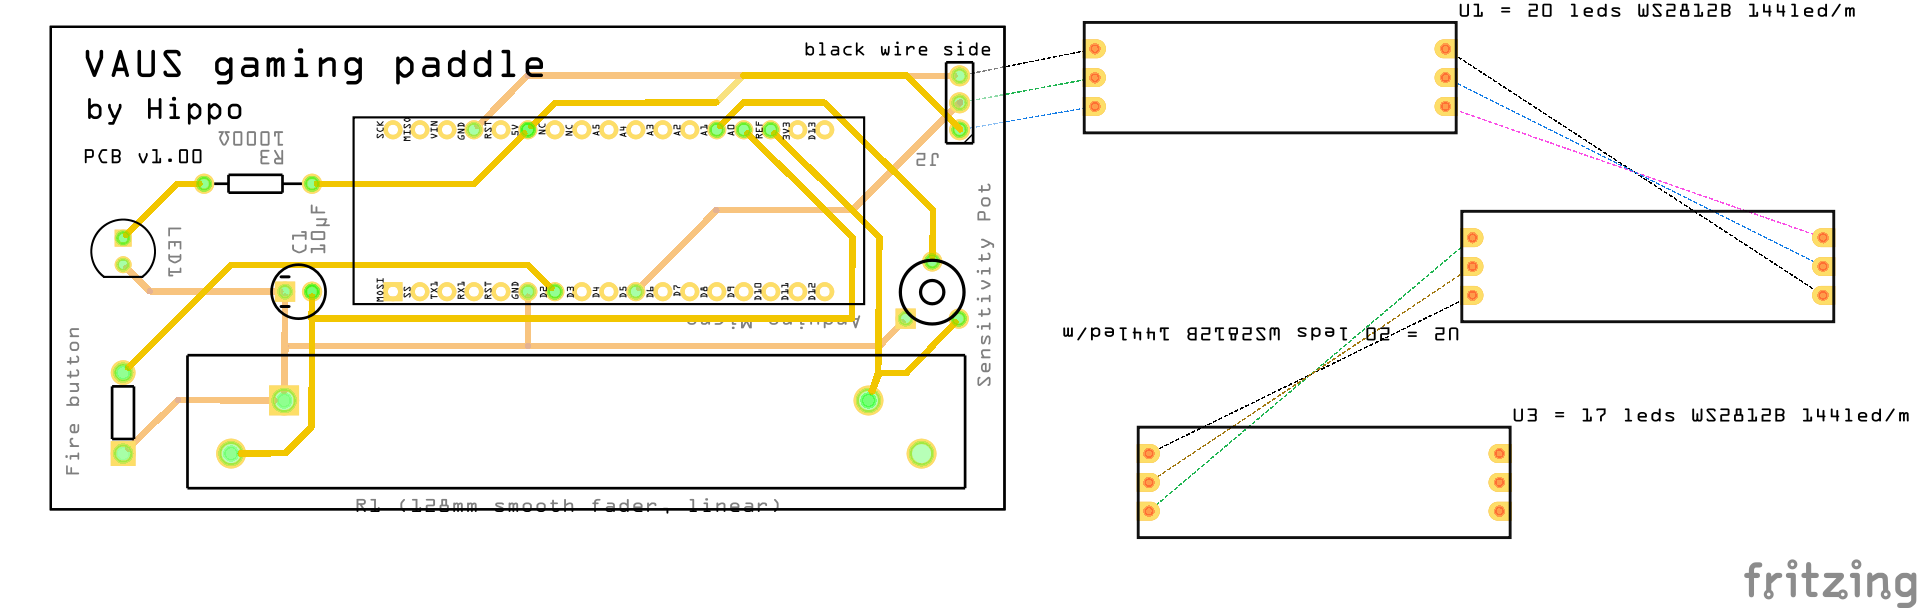 U1 = 20 leds WS2812B 144led/m
VAUS gaming paddle
black wire side
by Hippo
PCB v1.00
100Ω
R3
J2
SCK
MISO
VIN
GND
RST
5V
NC
NC
A5
A4
A3
A2
A1
A0
REF
3V3
D13
LED1
C1
10µF
Sensitivity Pot
MOSI
SS
TX1
RX1
RST
GND
D2
D3
D4
D5
D6
D7
D8
D9
D10
D11
D12
Arduino Micro
U2 = 20 leds WS2812B 144led/m
Fire button
U3 = 17 leds WS2812B 144led/m
R1 (128mm smooth fader, linear)
fritzing